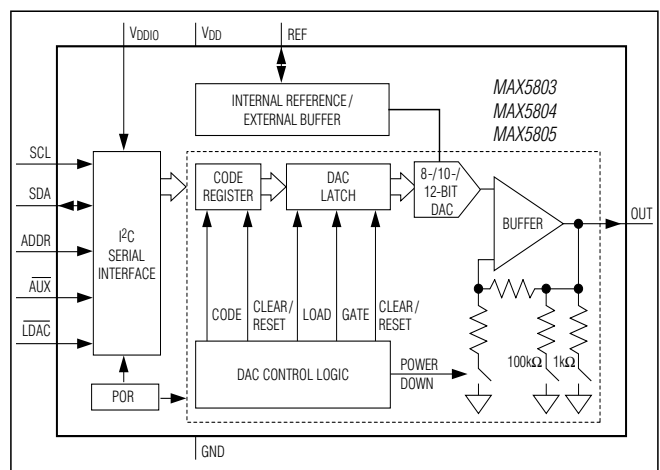 VDDIO VDD REF
INTERNAL REFERENCE /
EXTERNAL BUFFER
MAX5803
MAX5804
MAX5805
SCL
SDA
ADDR
AUX
LDAC
I2C
SERIAL
INTERFACE
CODE
REGISTER
DAC
LATCH
8-/10-/
12-BIT
DAC
BUFFER
OUT
CODE
CLEAR /
RESET
LOAD
GATE
CLEAR /
RESET
100kΩ
1kΩ
DAC CONTROL LOGIC
POWER
DOWN
POR
GND